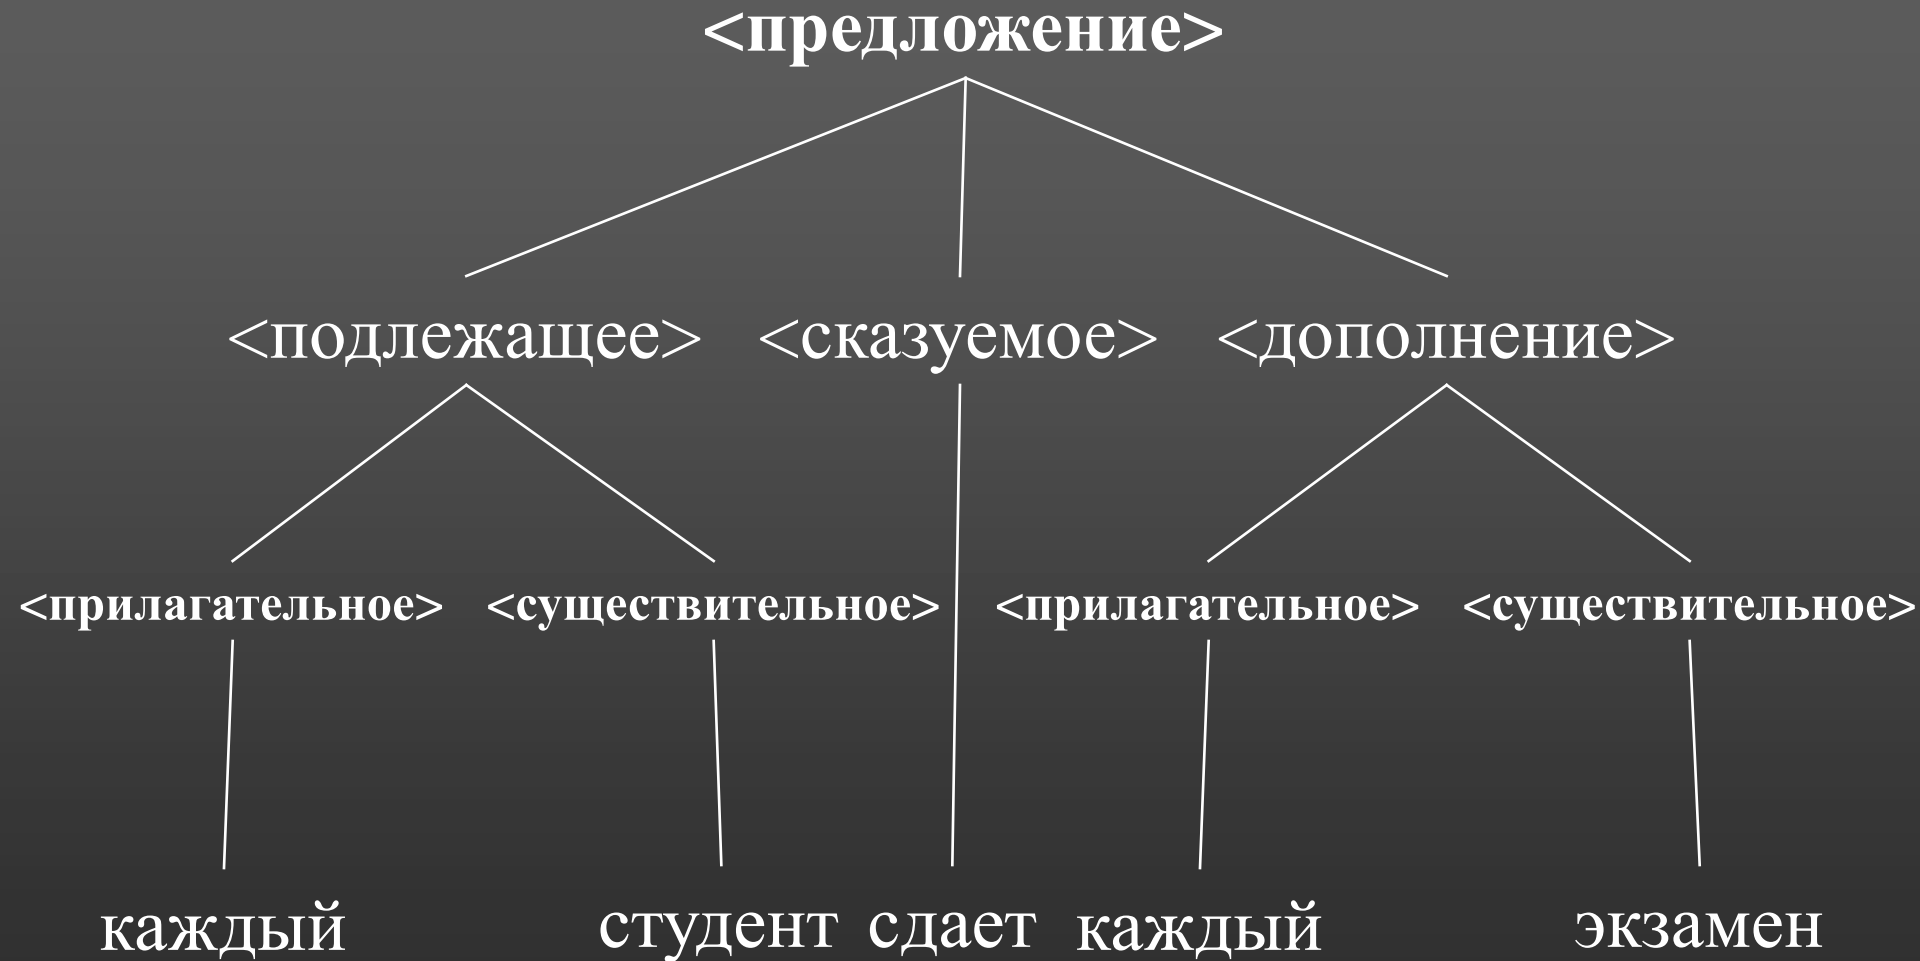 <предложение>
<подлежащее> <сказуемое> <дополнение>
<прилагательное> <существительное> <прилагательное> <существительное>
каждый студент сдает каждый экзамен